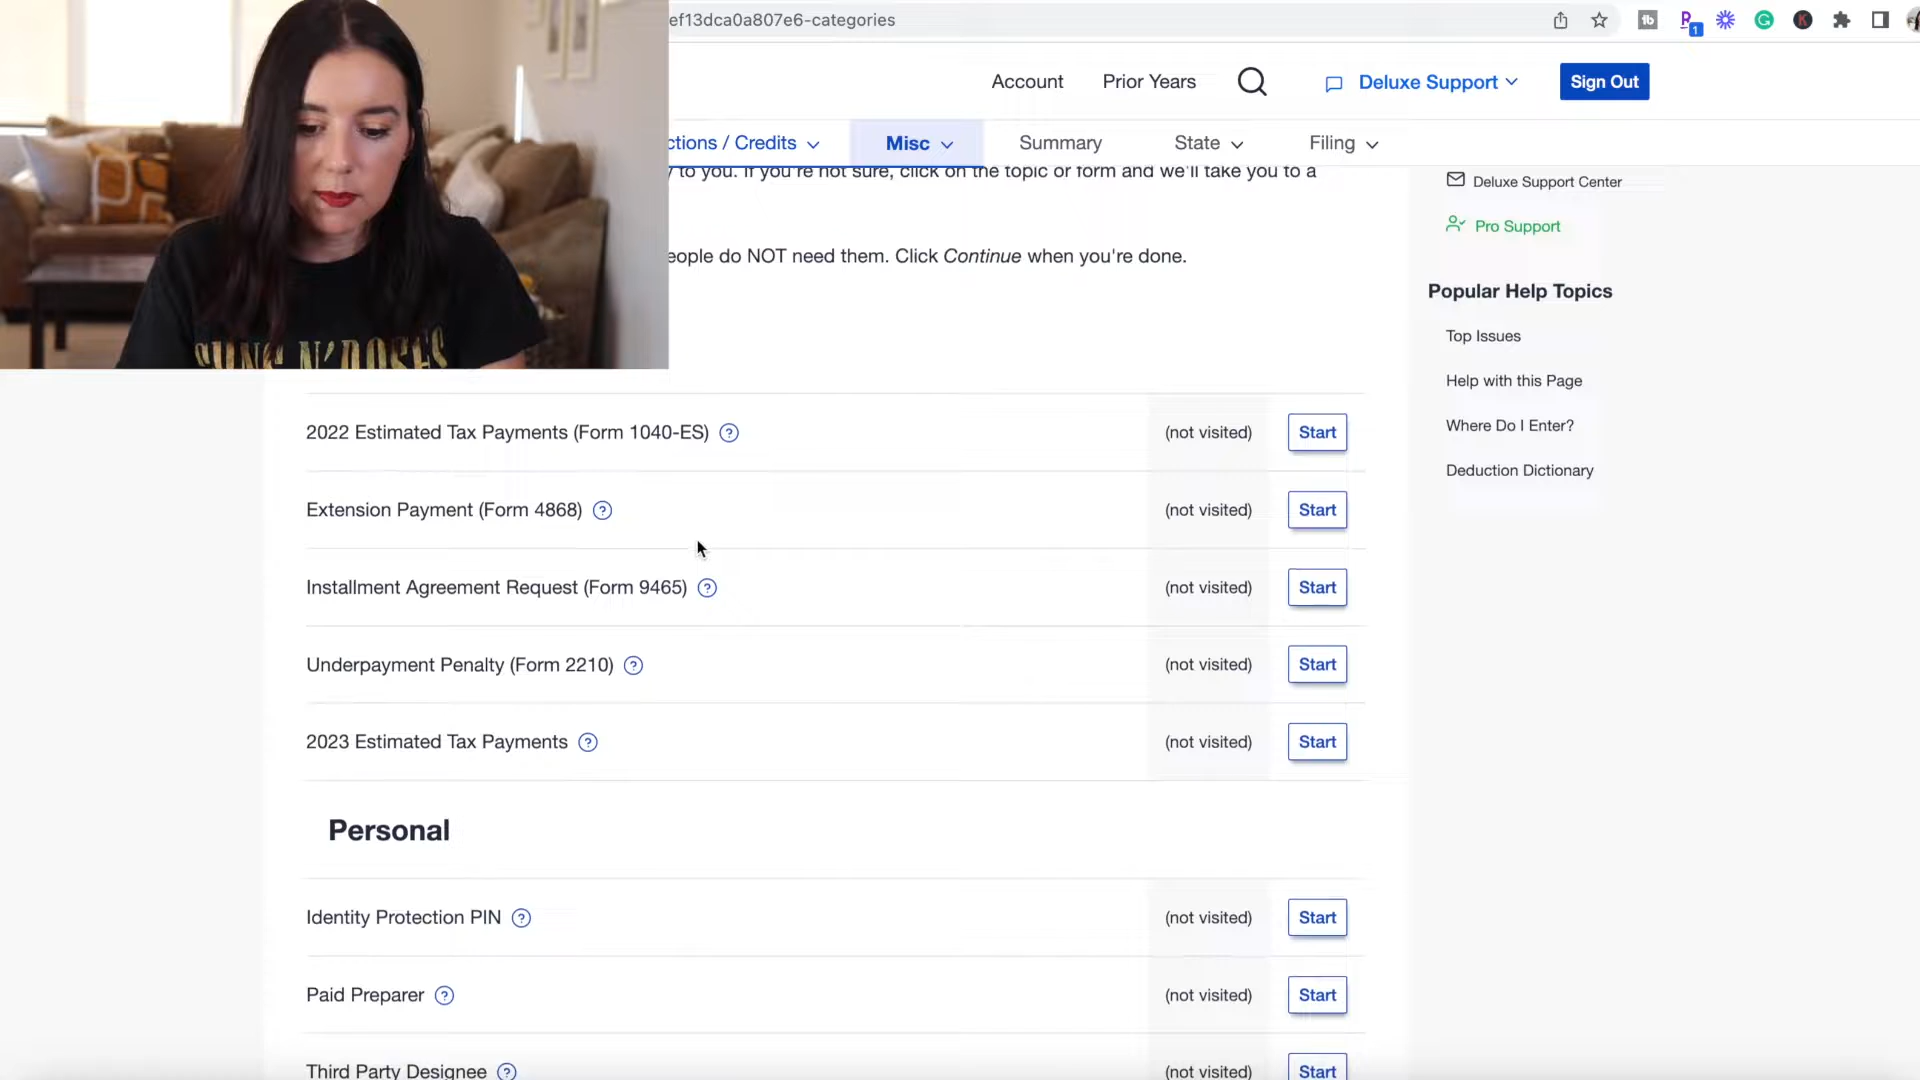 ef13dca0a807e6-categories
1
Account
Prior Years
Deluxe Support
Sign Out
ctions / Credits
Misc
Summary
State
Filing
y to you. If you're not sure, click on the topic or form and we'll take you to a
eople do NOT need them. Click Continue when you're done.
Deluxe Support Center
Pro Support
Popular Help Topics
Top Issues
Help with this Page
Where Do I Enter?
Deduction Dictionary
GUNS N' ROSES
2022 Estimated Tax Payments (Form 1040-ES) ? (not visited) Start
Extension Payment (Form 4868) ? (not visited) Start
Installment Agreement Request (Form 9465) ? (not visited) Start
Underpayment Penalty (Form 2210) ? (not visited) Start
2023 Estimated Tax Payments ? (not visited) Start
Personal
Identity Protection PIN ? (not visited) Start
Paid Preparer ? (not visited) Start
Third Party Designee ? (not visited) Start